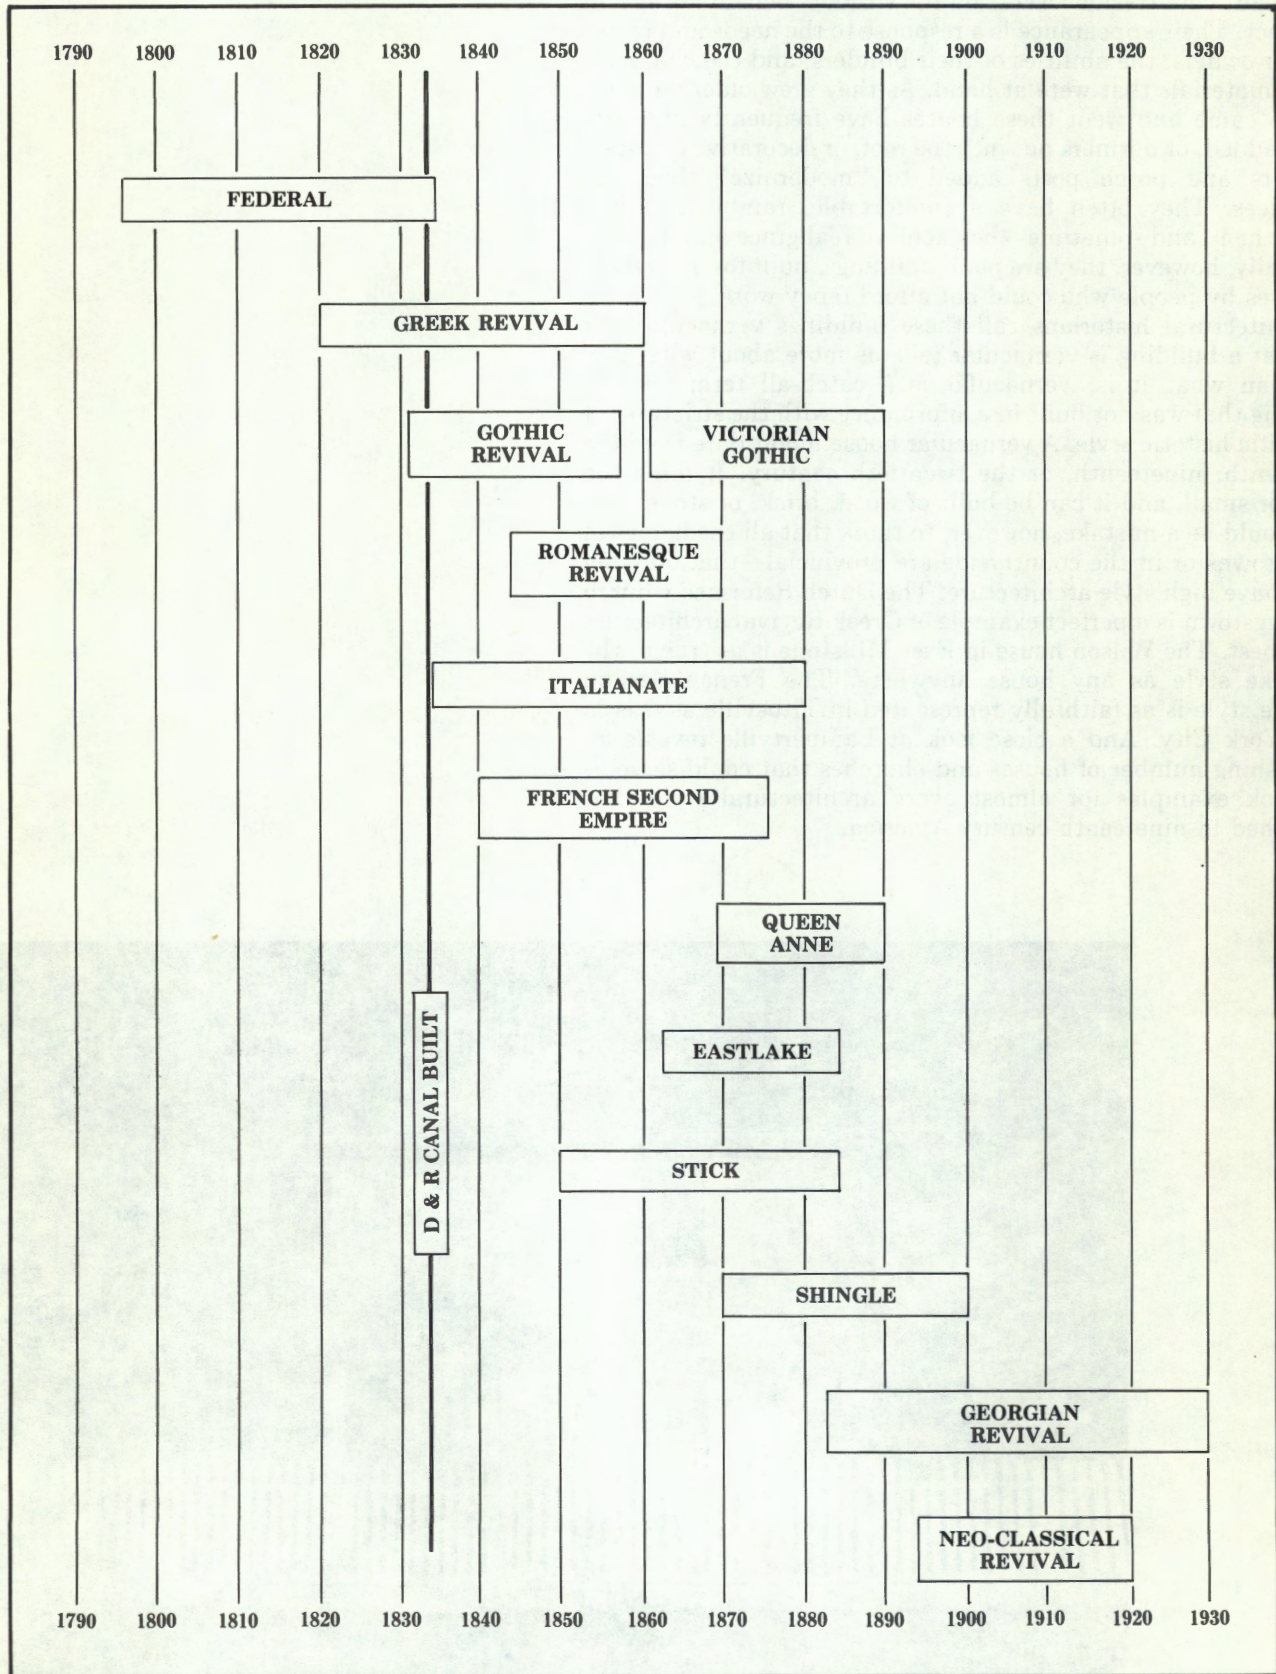 1790 1800 1810 1820 1830 1840 1850 1860 1870 1880 1890 1900 1910 1920 1930
FEDERAL
GREEK REVIVAL
GOTHIC
REVIVAL
VICTORIAN
GOTHIC
ROMANESQUE
REVIVAL
ITALIANATE
FRENCH SECOND
EMPIRE
QUEEN
ANNE
EASTLAKE
D & R CANAL BUILT
STICK
SHINGLE
GEORGIAN
REVIVAL
NEO-CLASSICAL
REVIVAL
1790 1800 1810 1820 1830 1840 1850 1860 1870 1880 1890 1900 1910 1920 1930